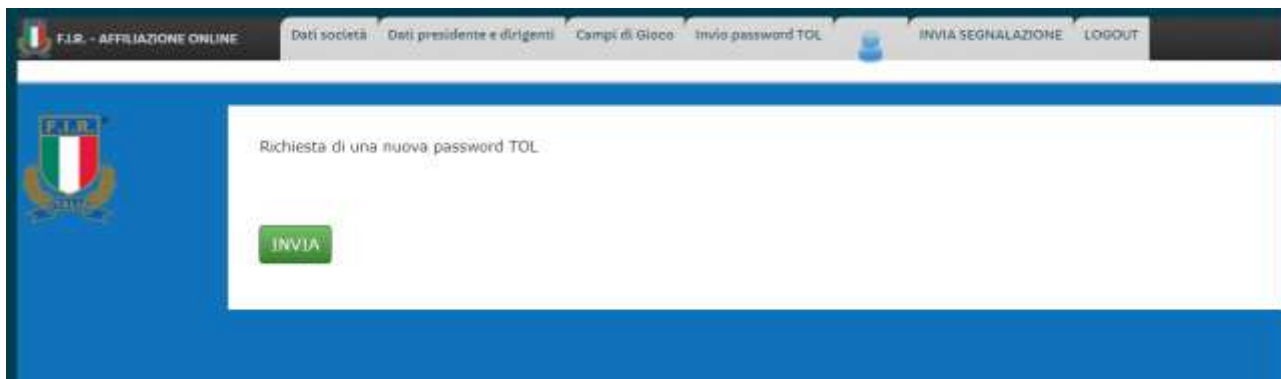 F.I.R. - AFFILIAZIONE ONLINE
Dati società
Dati presidente e dirigenti
Campi di Gioco
Invio password TOL
INVIA SEGNALAZIONE
LOGOUT
F.I.R.
Richiesta di una nuova password TOL
INVIA